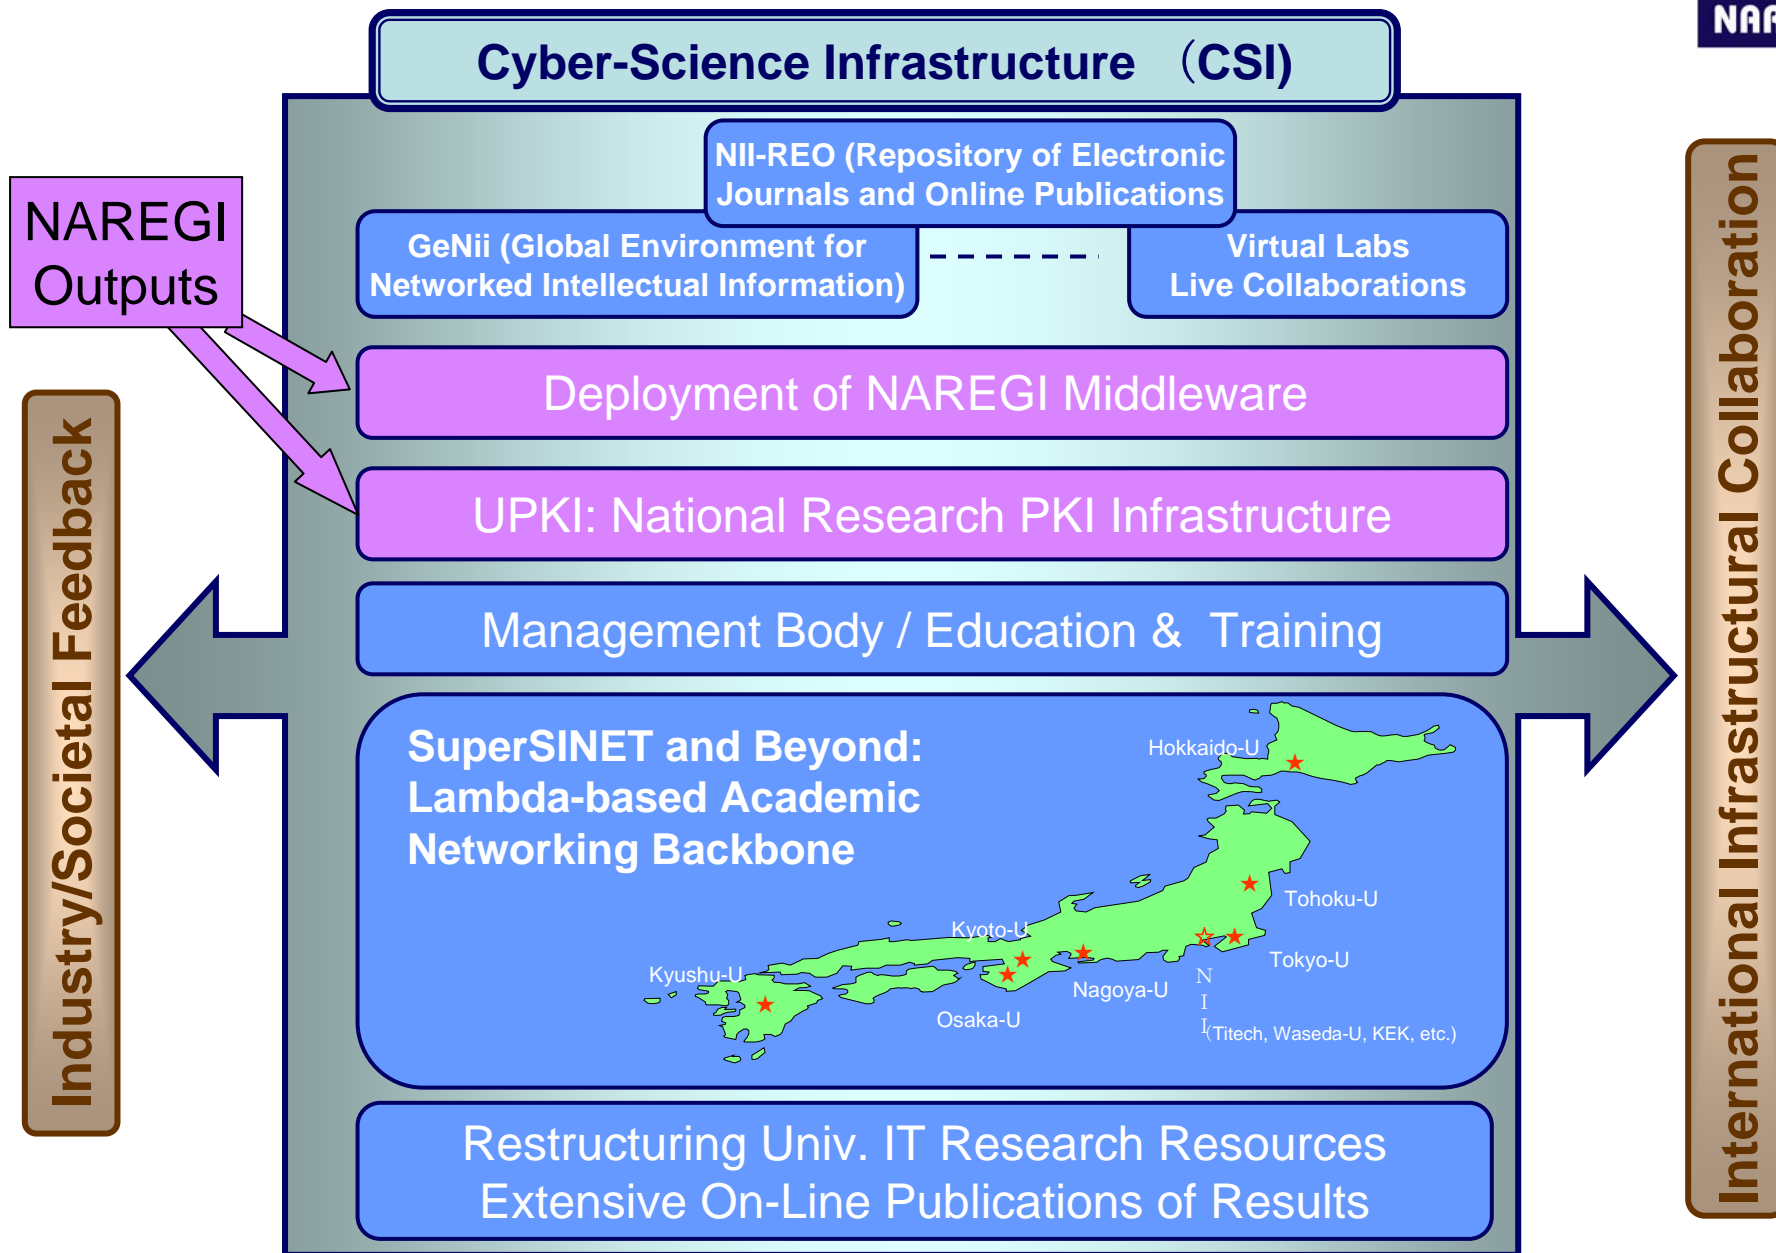 Cyber-Science Infrastructure （CSI)
NII-REO (Repository of Electronic
Journals and Online Publications
NAREGI
Outputs
GeNii (Global Environment for
Networked Intellectual Information)
Virtual Labs
Live Collaborations
Deployment of NAREGI Middleware
UPKI: National Research PKI Infrastructure
Management Body / Education & Training
Industry/Societal Feedback
International Infrastructural Collaboration
SuperSINET and Beyond:
Lambda-based Academic
Networking Backbone
Hokkaido-U
Tohoku-U
Kyoto-U
Tokyo-U
Kyushu-U
Nagoya-U
NII
Osaka-U
(Titech, Waseda-U, KEK, etc.)
Restructuring Univ. IT Research Resources
Extensive On-Line Publications of Results